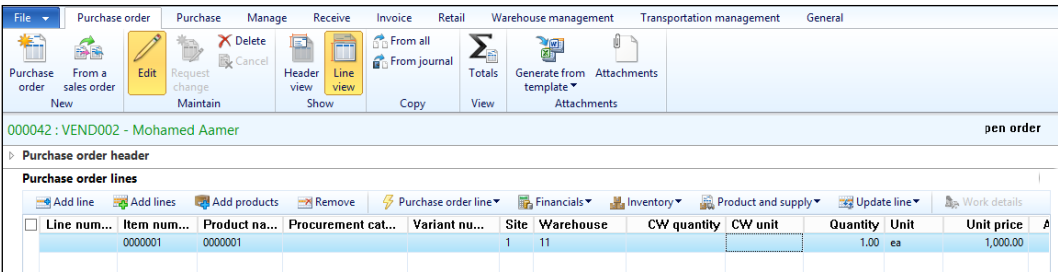 File Purchase order Purchase Manage Receive Invoice Retail Warehouse management Transportation management General
Purchase order
From a sales order
Edit
Request change
Delete
Cancel
Header view
Line view
From all
From journal
Totals
Generate from template
Attachments
New Maintain Show Copy View Attachments
000042 : VEND002 - Mohamed Aamer pen order
Purchase order header
Purchase order lines
Add line Add lines Add products Remove Purchase order line Financials Inventory Product and supply Update line Work details
Line num... Item num... Product na... Procurement cat... Variant nu... Site Warehouse CW quantity CW unit Quantity Unit Unit price A
0000001 0000001 1 11 1.00 ea 1,000.00